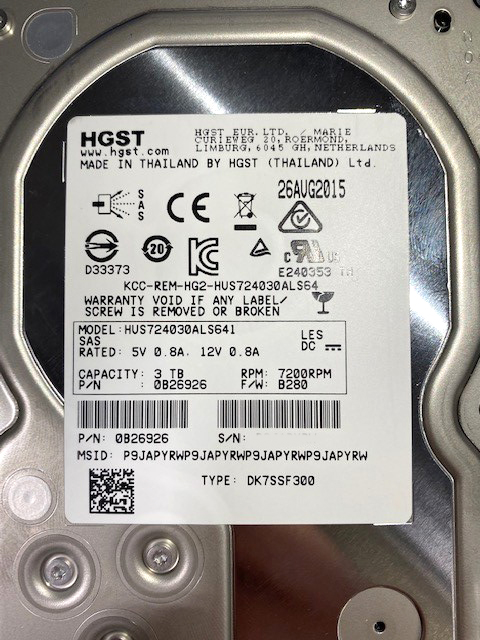 HGST
www.hgst.com
HGST EUR.LTD. / MARIE
CURIEWEG 20, ROERMOND,
LIMBURG, 6045 GH, NETHERLANDS
MADE IN THAILAND BY HGST (THAILAND) Ltd.
SAS
CE
26AUG2015
D33373
20
C US
E240353
KCC-REM-HG2-HUS724030ALS64
WARRANTY VOID IF ANY LABEL/
SCREW IS REMOVED OR BROKEN
MODEL:HUS724030ALS641
SAS
RATED: 5V 0.8A, 12V 0.8A
LES
DC
CAPACITY: 3 TB RPM: 7200RPM
P/N : 0B26926 F/W: B280
P/N: 0B26926 S/N:
MSID: P9JAPYRWP9JAPYRWP9JAPYRWP9JAPYRW
TYPE: DK7SSF300